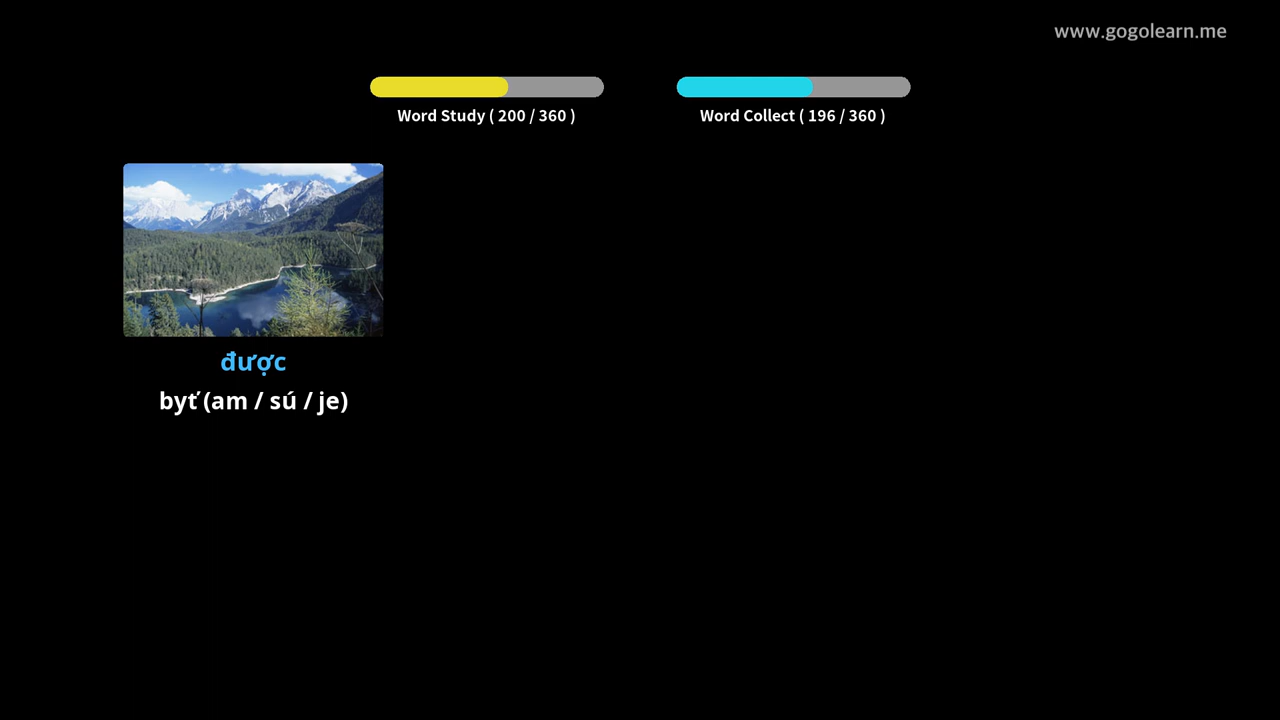 www.gogolearn.me
Word Study ( 200 / 360 )
Word Collect ( 196 / 360 )
được
byť (am / sú / je)